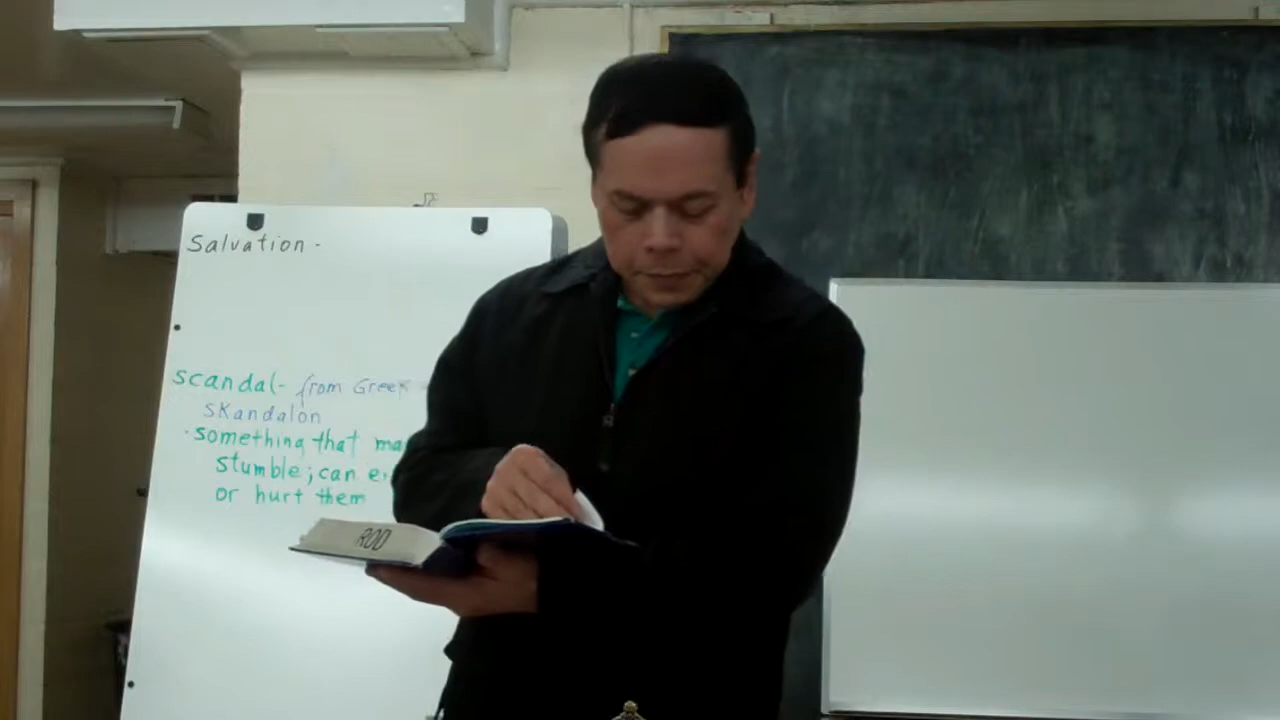 Salvation -
scandal- from Greek
skandalon
·something that
stumble; can
or hurt them
ROD